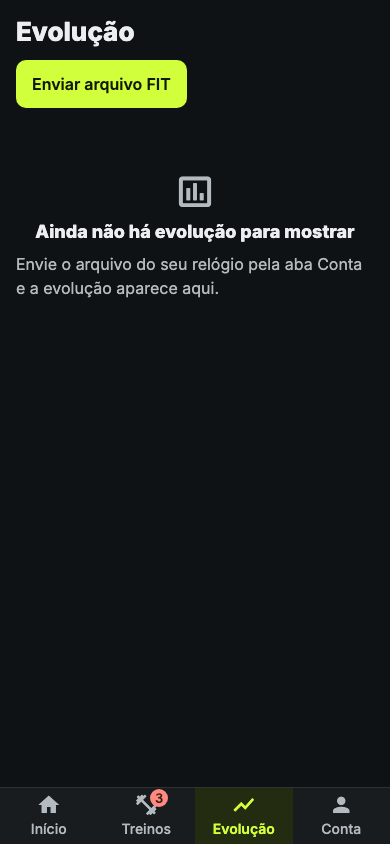 Evolução
Enviar arquivo FIT
Ainda não há evolução para mostrar
Envie o arquivo do seu relógio pela aba Conta
e a evolução aparece aqui.
3
Início
Treinos
Evolução
Conta